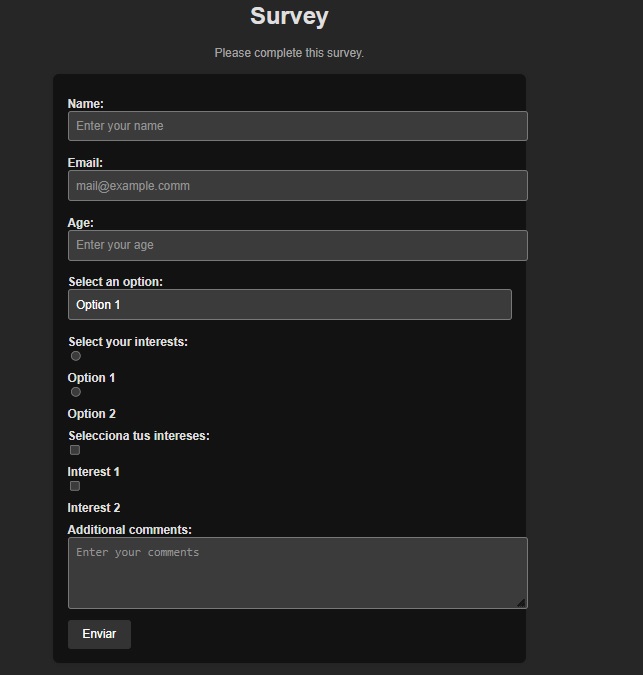 Survey
Please complete this survey.
Name:
Enter your name
Email:
mail@example.comm
Age:
Enter your age
Select an option:
Option 1
Select your interests:
Option 1
Option 2
Selecciona tus intereses:
Interest 1
Interest 2
Additional comments:
Enter your comments
Enviar